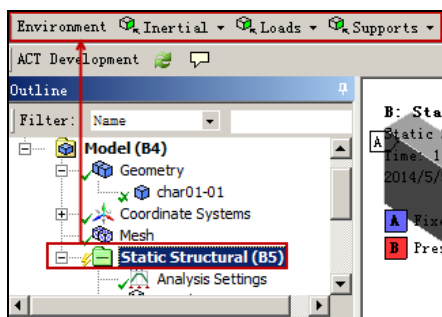 Environment Inertial Loads Supports
ACT Development
Outline
Filter: Name
Model (B4)
Geometry
char01-01
Coordinate Systems
Mesh
Static Structural (B5)
Analysis Settings
B: Sta
Static S
Time: 1
2014/5/
A
A Fixe
B Pres